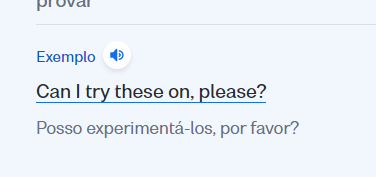 provar
Exemplo
Can I try these on, please?
Posso experimentá-los, por favor?